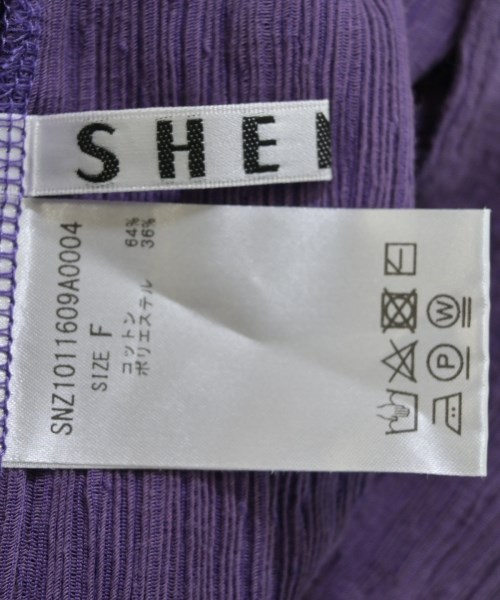 SHE
SNZ1011609A0004
SIZE F
コットン 64%
ポリエステル 36%
P W